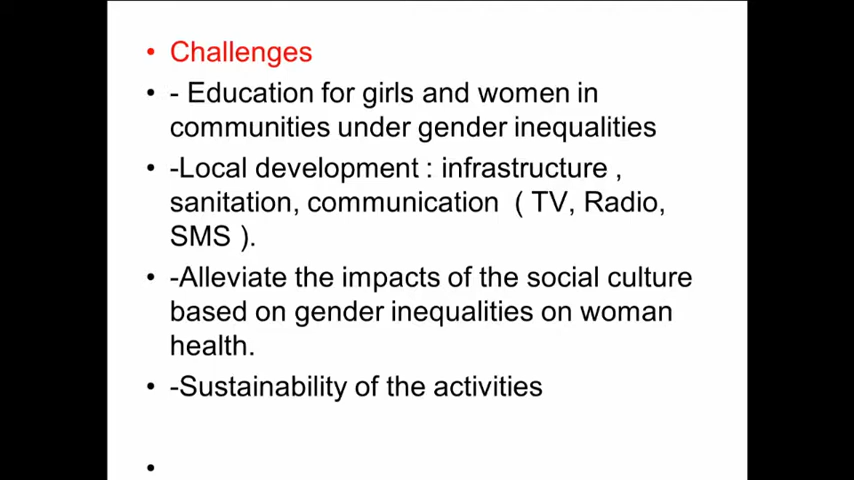 • Challenges
• - Education for girls and women in
communities under gender inequalities
• -Local development : infrastructure ,
sanitation, communication ( TV, Radio,
SMS ).
• -Alleviate the impacts of the social culture
based on gender inequalities on woman
health.
• -Sustainability of the activities
•